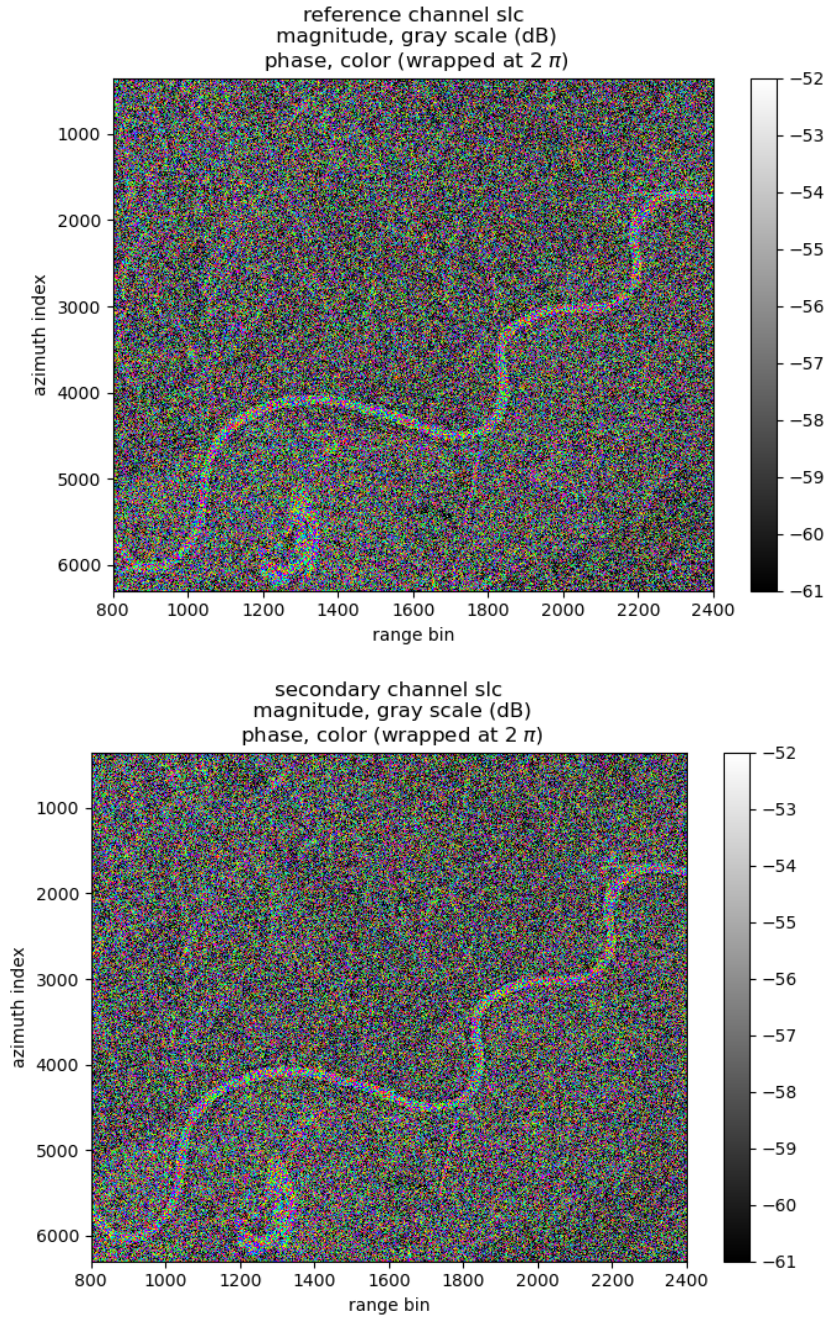 reference channel slc
magnitude, gray scale (dB)
phase, color (wrapped at 2 π)
−52
−53
−54
−55
−56
−57
−58
−59
−60
−61
1000
2000
3000
4000
5000
6000
azimuth index
800 1000 1200 1400 1600 1800 2000 2200 2400
range bin
secondary channel slc
magnitude, gray scale (dB)
phase, color (wrapped at 2 π)
−52
−53
−54
−55
−56
−57
−58
−59
−60
−61
1000
2000
3000
4000
5000
6000
azimuth index
800 1000 1200 1400 1600 1800 2000 2200 2400
range bin